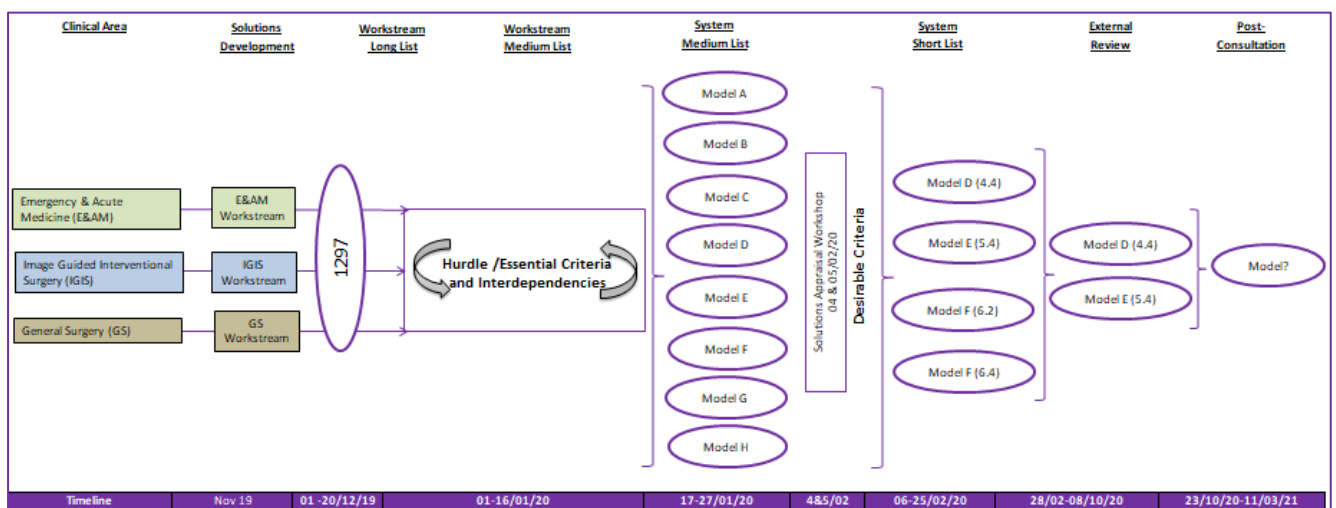 Clinical Area
Solutions
Development
Workstream
Long List
Workstream
Medium List
System
Medium List
System
Short List
External
Review
Post-
Consultation
Emergency & Acute
Medicine (E&AM)
Image Guided Interventional
Surgery (IGIS)
General Surgery (GS)
E&AM
Workstream
IGIS
Workstream
GS
Workstream
1297
Hurdle /Essential Criteria
and Interdependencies
Model A
Model B
Model C
Model D
Model E
Model F
Model G
Model H
Solutions Appraisal Workshop
04 & 05/02/20
Desirable Criteria
Model D (4.4)
Model E (5.4)
Model F (6.2)
Model F (6.4)
Model D (4.4)
Model E (5.4)
Model?
Timeline
Nov 19
01 -20/12/19
01-16/01/20
17-27/01/20
4&5/02
06-25/02/20
28/02-08/10/20
23/10/20-11/03/21